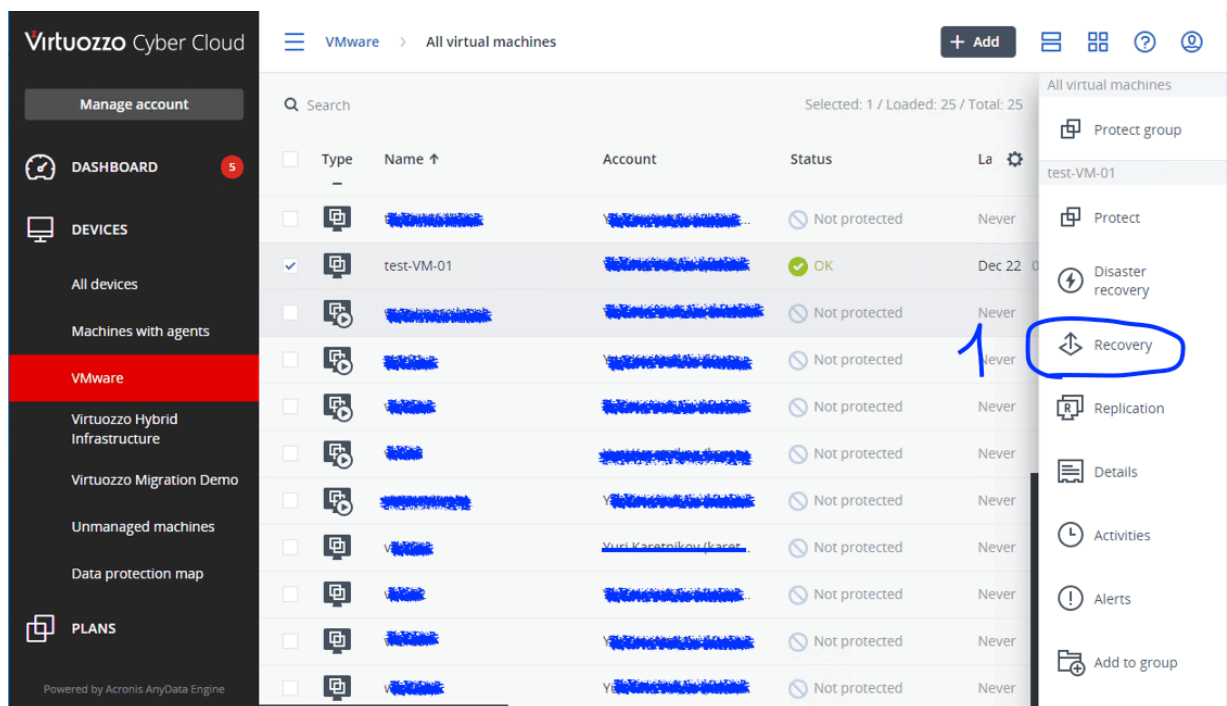 Virtuozzo Cyber Cloud
Manage account
DASHBOARD 5
DEVICES
All devices
Machines with agents
VMware
Virtuozzo Hybrid
Infrastructure
Virtuozzo Migration Demo
Unmanaged machines
Data protection map
PLANS
Powered by Acronis AnyData Engine
VMware > All virtual machines
+ Add
Search
Selected: 1 / Loaded: 25 / Total: 25
Type Name ↑ Account Status La
Not protected Never
test-VM-01 OK Dec 22
Not protected Never
Not protected Never
Not protected Never
Not protected Never
Not protected Never
Not protected Never
Not protected Never
Not protected Never
Not protected Never
1
All virtual machines
Protect group
test-VM-01
Protect
Disaster
recovery
Recovery
Replication
Details
Activities
Alerts
Add to group